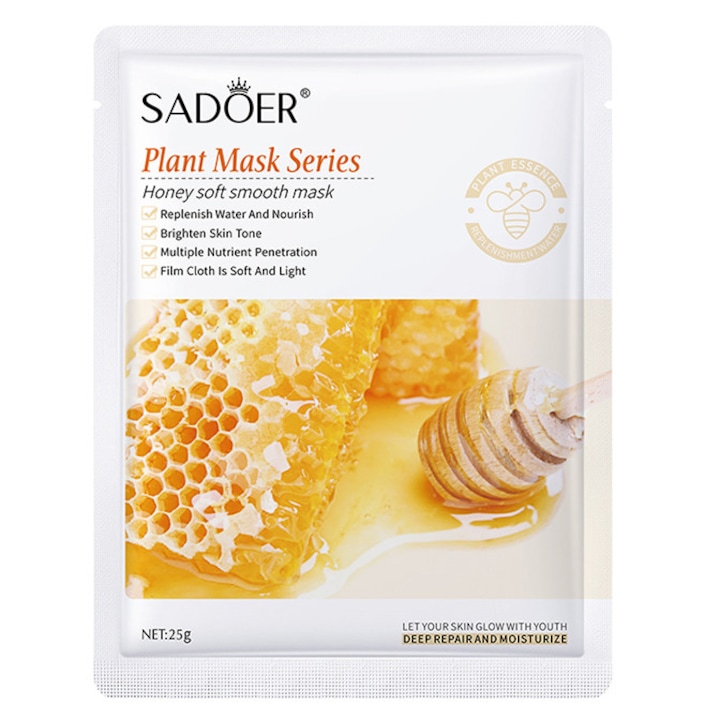 SADOER®
Plant Mask Series
Honey soft smooth mask
Replenish Water And Nourish
Brighten Skin Tone
Multiple Nutrient Penetration
Film Cloth Is Soft And Light
PLANT ESSENCE
REPLENISHMENT WATER
NET:25g
LET YOUR SKIN GLOW WITH YOUTH
DEEP REPAIR AND MOISTURIZE